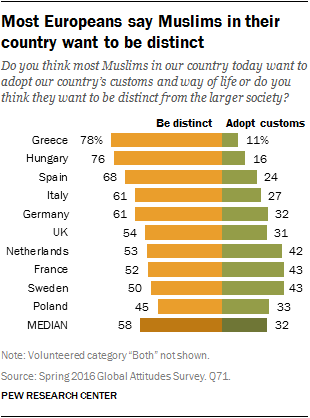 Most Europeans say Muslims in their
country want to be distinct
Do you think most Muslims in our country today want to
adopt our country's customs and way of life or do you
think they want to be distinct from the larger society?
Be distinct Adopt customs
Greece 78% 11%
Hungary 76 16
Spain 68 24
Italy 61 27
Germany 61 32
UK 54 31
Netherlands 53 42
France 52 43
Sweden 50 43
Poland 45 33
MEDIAN 58 32
Note: Volunteered category "Both" not shown.
Source: Spring 2016 Global Attitudes Survey. Q71.
PEW RESEARCH CENTER